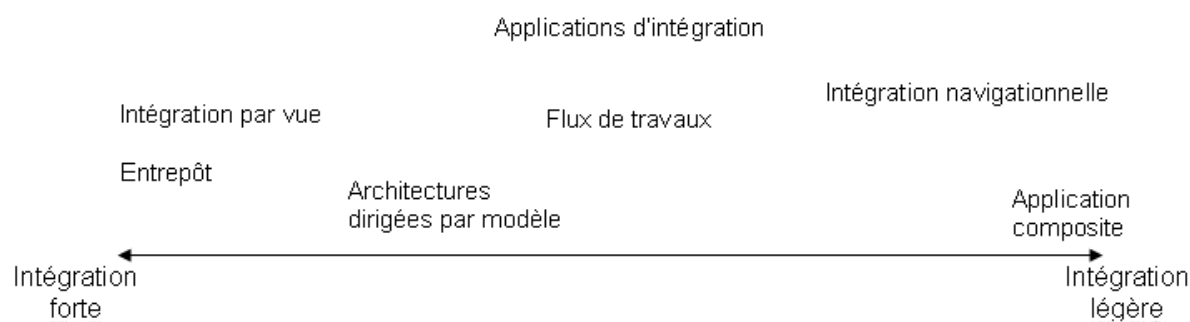 Applications d'intégration
Intégration navigationnelle
Intégration par vue
Flux de travaux
Entrepôt
Architectures
dirigées par modèle
Application
composite
Intégration
forte
Intégration
légère